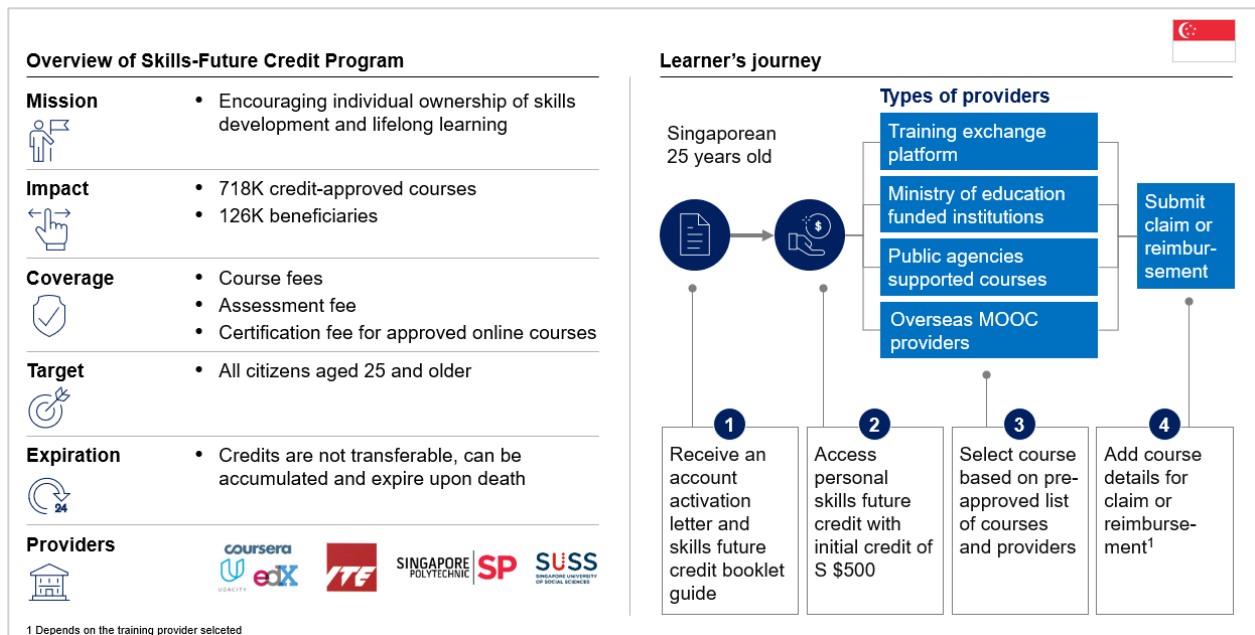 Overview of Skills-Future Credit Program
Mission
• Encouraging individual ownership of skills
development and lifelong learning
Impact
• 718K credit-approved courses
• 126K beneficiaries
Coverage
• Course fees
• Assessment fee
• Certification fee for approved online courses
Target
• All citizens aged 25 and older
Expiration
24
• Credits are not transferable, can be
accumulated and expire upon death
Providers
coursera
UDACITY
edX
ITE
SINGAPORE
POLYTECHNIC
SP
SUSS
SINGAPORE UNIVERSITY
OF SOCIAL SCIENCES
1 Depends on the training provider selceted
Learner's journey
Types of providers
Singaporean
25 years old
$
Training exchange
platform
Ministry of education
funded institutions
Public agencies
supported courses
Overseas MOOC
providers
Submit
claim or
reimbur-
sement
1
Receive an
account
activation
letter and
skills future
credit booklet
guide
2
Access
personal
skills future
credit with
initial credit of
S $500
3
Select course
based on pre-
approved list
of courses
and providers
4
Add course
details for
claim or
reimburse-
ment1